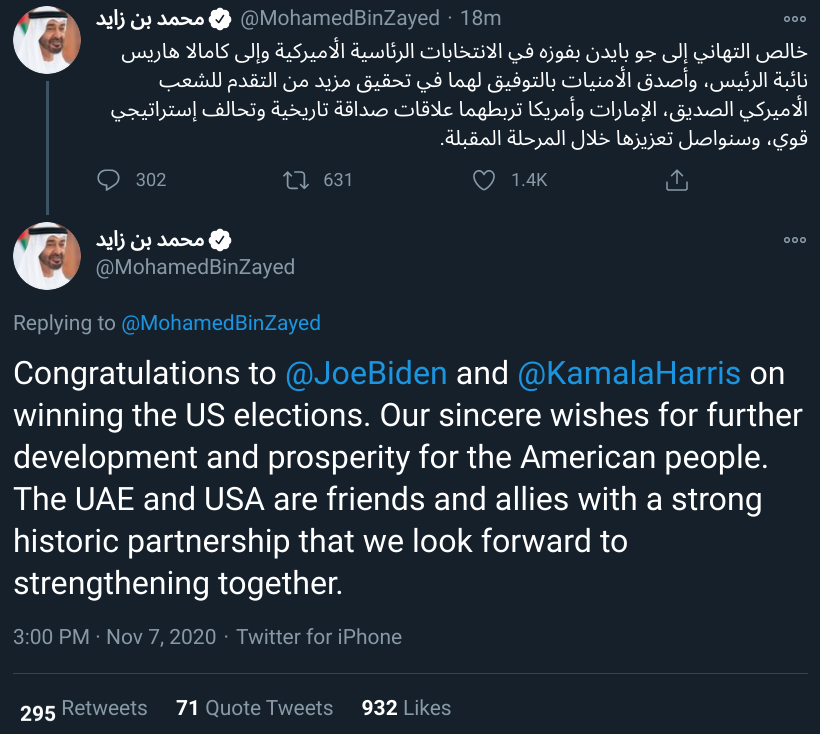 محمد بن زايد @MohamedBinZayed · 18m
خالص التهاني إلى جو بايدن بفوزه في الانتخابات الرئاسية الأميركية وإلى كامالا هاريس
نائبة الرئيس، وأصدق الأمنيات بالتوفيق لهما في تحقيق مزيد من التقدم للشعب
الأميركي الصديق، الإمارات وأمريكا تربطهما علاقات صداقة تاريخية وتحالف إستراتيجي
قوي، وسنواصل تعزيزها خلال المرحلة المقبلة.
302 631 1.4K
محمد بن زايد
@MohamedBinZayed
Replying to @MohamedBinZayed
Congratulations to @JoeBiden and @KamalaHarris on
winning the US elections. Our sincere wishes for further
development and prosperity for the American people.
The UAE and USA are friends and allies with a strong
historic partnership that we look forward to
strengthening together.
3:00 PM · Nov 7, 2020 · Twitter for iPhone
295 Retweets 71 Quote Tweets 932 Likes